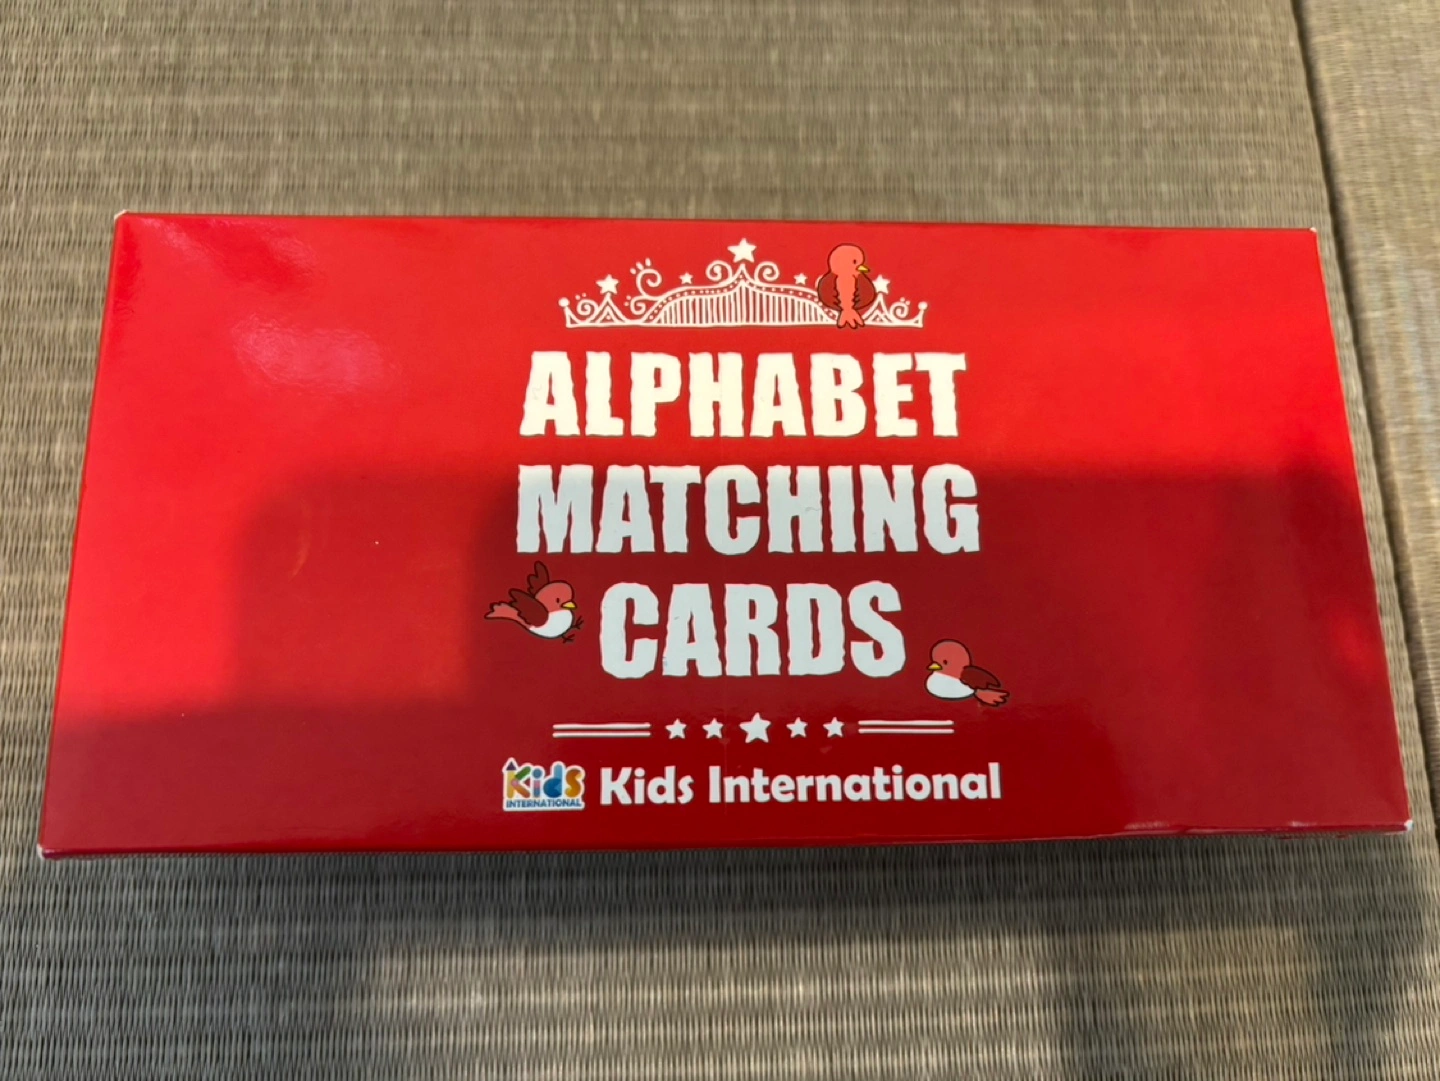 ALPHABET
MATCHING
CARDS
Kids
INTERNATIONAL
Kids International